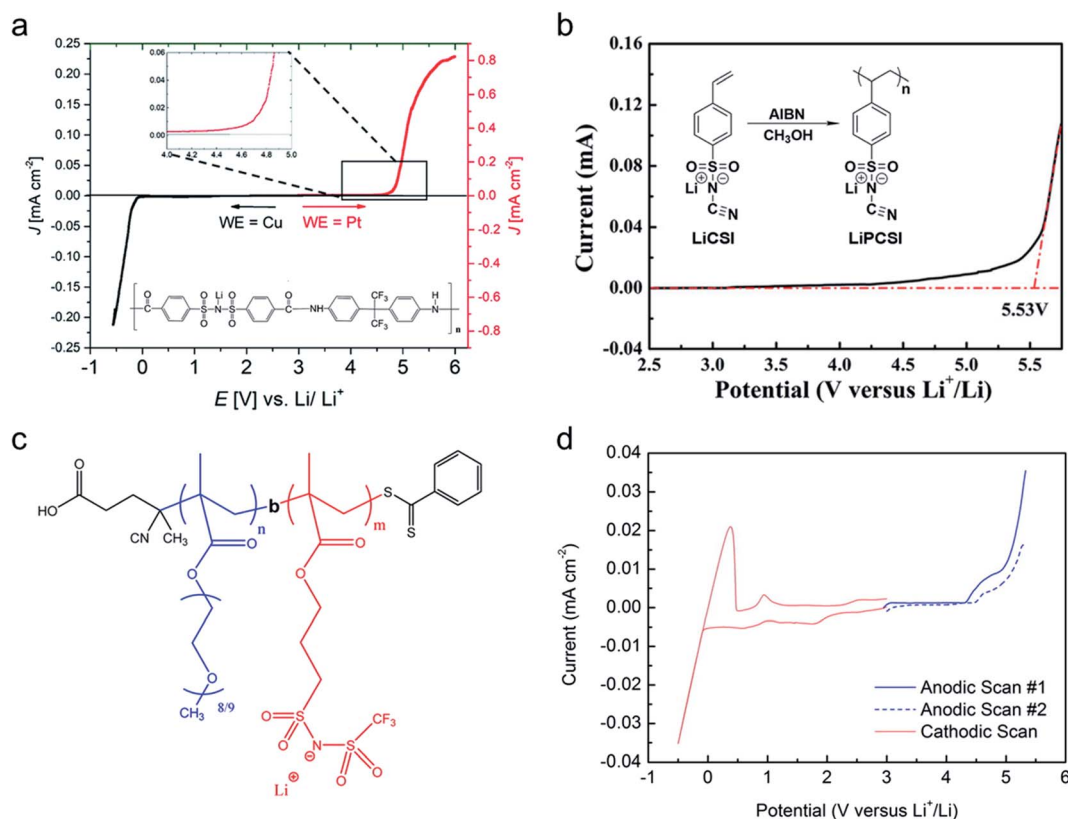 a
0.25
0.20
0.15
0.10
0.05
0.00
-0.05
-0.10
-0.15
-0.20
-0.25
J [mA cm⁻²]
0.8
0.6
0.4
0.2
0.0
-0.2
-0.4
-0.6
-0.8
J [mA cm⁻²]
0.06
0.04
0.02
0.00
4.0 4.2 4.4 4.6 4.8 5.0
WE = Cu WE = Pt
C O O S O Li N O S O O C NH CF₃ CF₃ H N n
-1 0 1 2 3 4 5 6
E [V] vs. Li/ Li⁺
b
0.16
0.12
0.08
0.04
0.00
-0.04
Current (mA)
AIBN
CH₃OH
n
O=S=O
Li⊕ N⊖
C≡N
LiCSI
O=S=O
Li⊕ N⊖
C≡N
LiPCSI
5.53V
2.5 3.0 3.5 4.0 4.5 5.0 5.5
Potential (V versus Li⁺/Li)
c
O
HO
CN CH₃
n
b
m
S
S
O O
O O
O
CH₃ 8/9
O S O
N ⊖
S CF₃
O O
Li⊕
d
0.04
0.03
0.02
0.01
0.00
-0.01
-0.02
-0.03
0.04
Current (mA cm⁻²)
Anodic Scan #1
Anodic Scan #2
Cathodic Scan
-1 0 1 2 3 4 5 6
Potential (V versus Li⁺/Li)